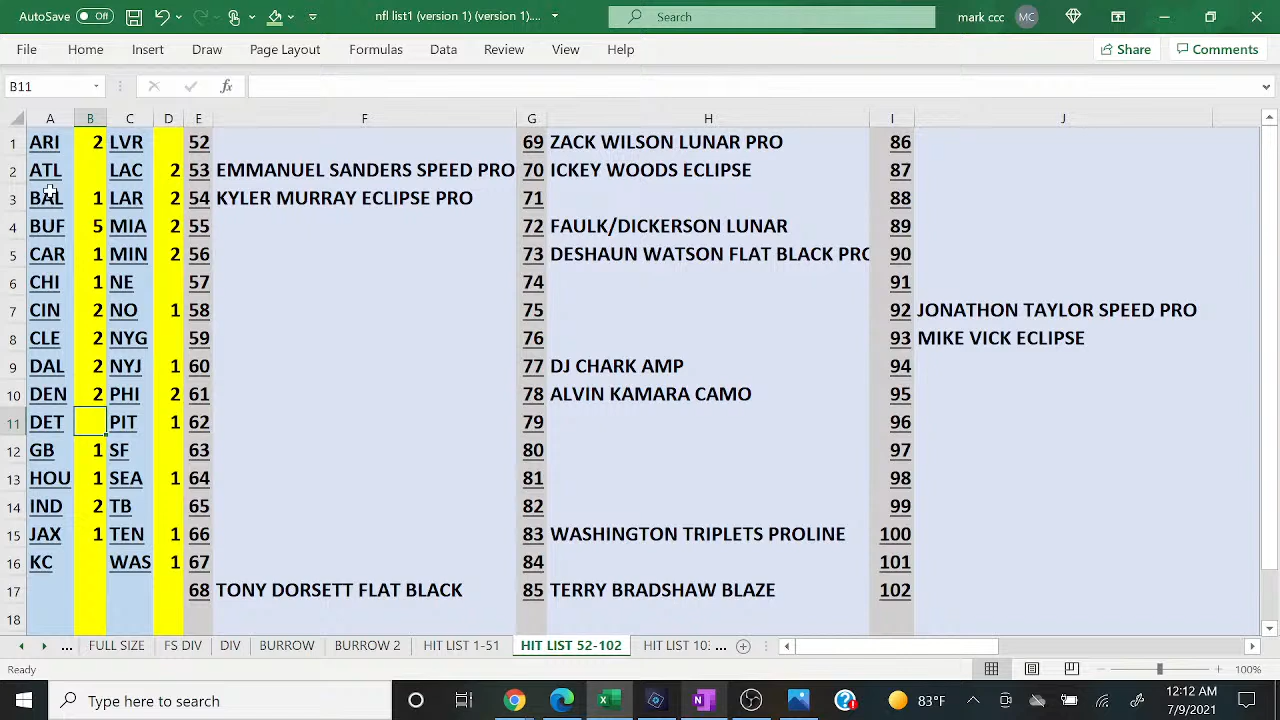 AutoSave Off nfl list1 (version 1) (version 1)... Search mark ccc MC
File Home Insert Draw Page Layout Formulas Data Review View Help Share Comments
B11 fx
A B C D E F G H I J
1 ARI 2 LVR 52 69 ZACK WILSON LUNAR PRO 86
2 ATL LAC 2 53 EMMANUEL SANDERS SPEED PRO 70 ICKEY WOODS ECLIPSE 87
3 BAL 1 LAR 2 54 KYLER MURRAY ECLIPSE PRO 71 88
4 BUF 5 MIA 2 55 72 FAULK/DICKERSON LUNAR 89
5 CAR 1 MIN 2 56 73 DESHAUN WATSON FLAT BLACK PRO 90
6 CHI 1 NE 57 74 91
7 CIN 2 NO 1 58 75 92 JONATHON TAYLOR SPEED PRO
8 CLE 2 NYG 59 76 93 MIKE VICK ECLIPSE
9 DAL 2 NYJ 1 60 77 DJ CHARK AMP 94
10 DEN 2 PHI 2 61 78 ALVIN KAMARA CAMO 95
11 DET PIT 1 62 79 96
12 GB 1 SF 63 80 97
13 HOU 1 SEA 1 64 81 98
14 IND 2 TB 65 82 99
15 JAX 1 TEN 1 66 83 WASHINGTON TRIPLETS PROLINE 100
16 KC WAS 1 67 84 101
17 68 TONY DORSETT FLAT BLACK 85 TERRY BRADSHAW BLAZE 102
18
... FULL SIZE FS DIV DIV BURROW BURROW 2 HIT LIST 1-51 HIT LIST 52-102 HIT LIST 10: ...
Ready 100%
Type here to search 83°F 12:12 AM
7/9/2021